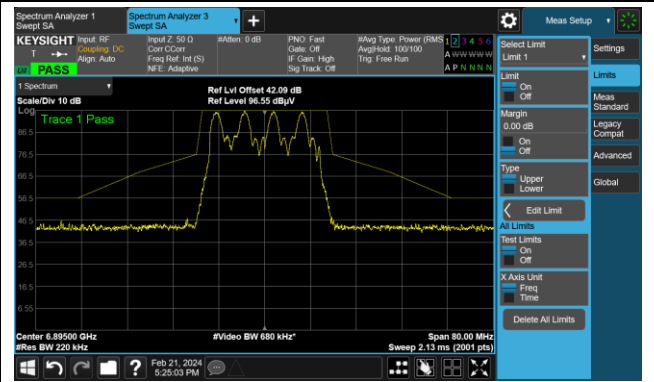 Spectrum Analyzer 1
Swept SA
Spectrum Analyzer 3
Swept SA
Meas Setup
KEYSIGHT
T
LXI
PASS
Input: RF
Coupling: DC
Align: Auto
Input Z: 50 Ω
Corr CCorr
Freq Ref: Int (S)
NFE: Adaptive
#Atten: 0 dB
PNO: Fast
Gate: Off
IF Gain: High
Sig Track: Off
#Avg Type: Power (RMS
Avg|Hold: 100/100
Trig: Free Run
1 2 3 4 5 6
A W W W W W
A P N N N N
1 Spectrum
Scale/Div 10 dB
Ref Lvl Offset 42.09 dB
Ref Level 96.55 dBµV
Log
Trace 1 Pass
86.5
76.5
66.5
56.5
46.5
36.5
26.5
16.5
6.55
Center 6.89500 GHz
#Res BW 220 kHz
#Video BW 680 kHz*
Span 80.00 MHz
Sweep 2.13 ms (2001 pts)
Select Limit
Limit 1
Limit
On
Off
Margin
0.00 dB
On
Off
Type
Upper
Lower
Edit Limit
All Limits
Test Limits
On
Off
X Axis Unit
Freq
Time
Delete All Limits
Settings
Limits
Meas
Standard
Legacy
Compat
Advanced
Global
?
Feb 21, 2024
5:25:03 PM